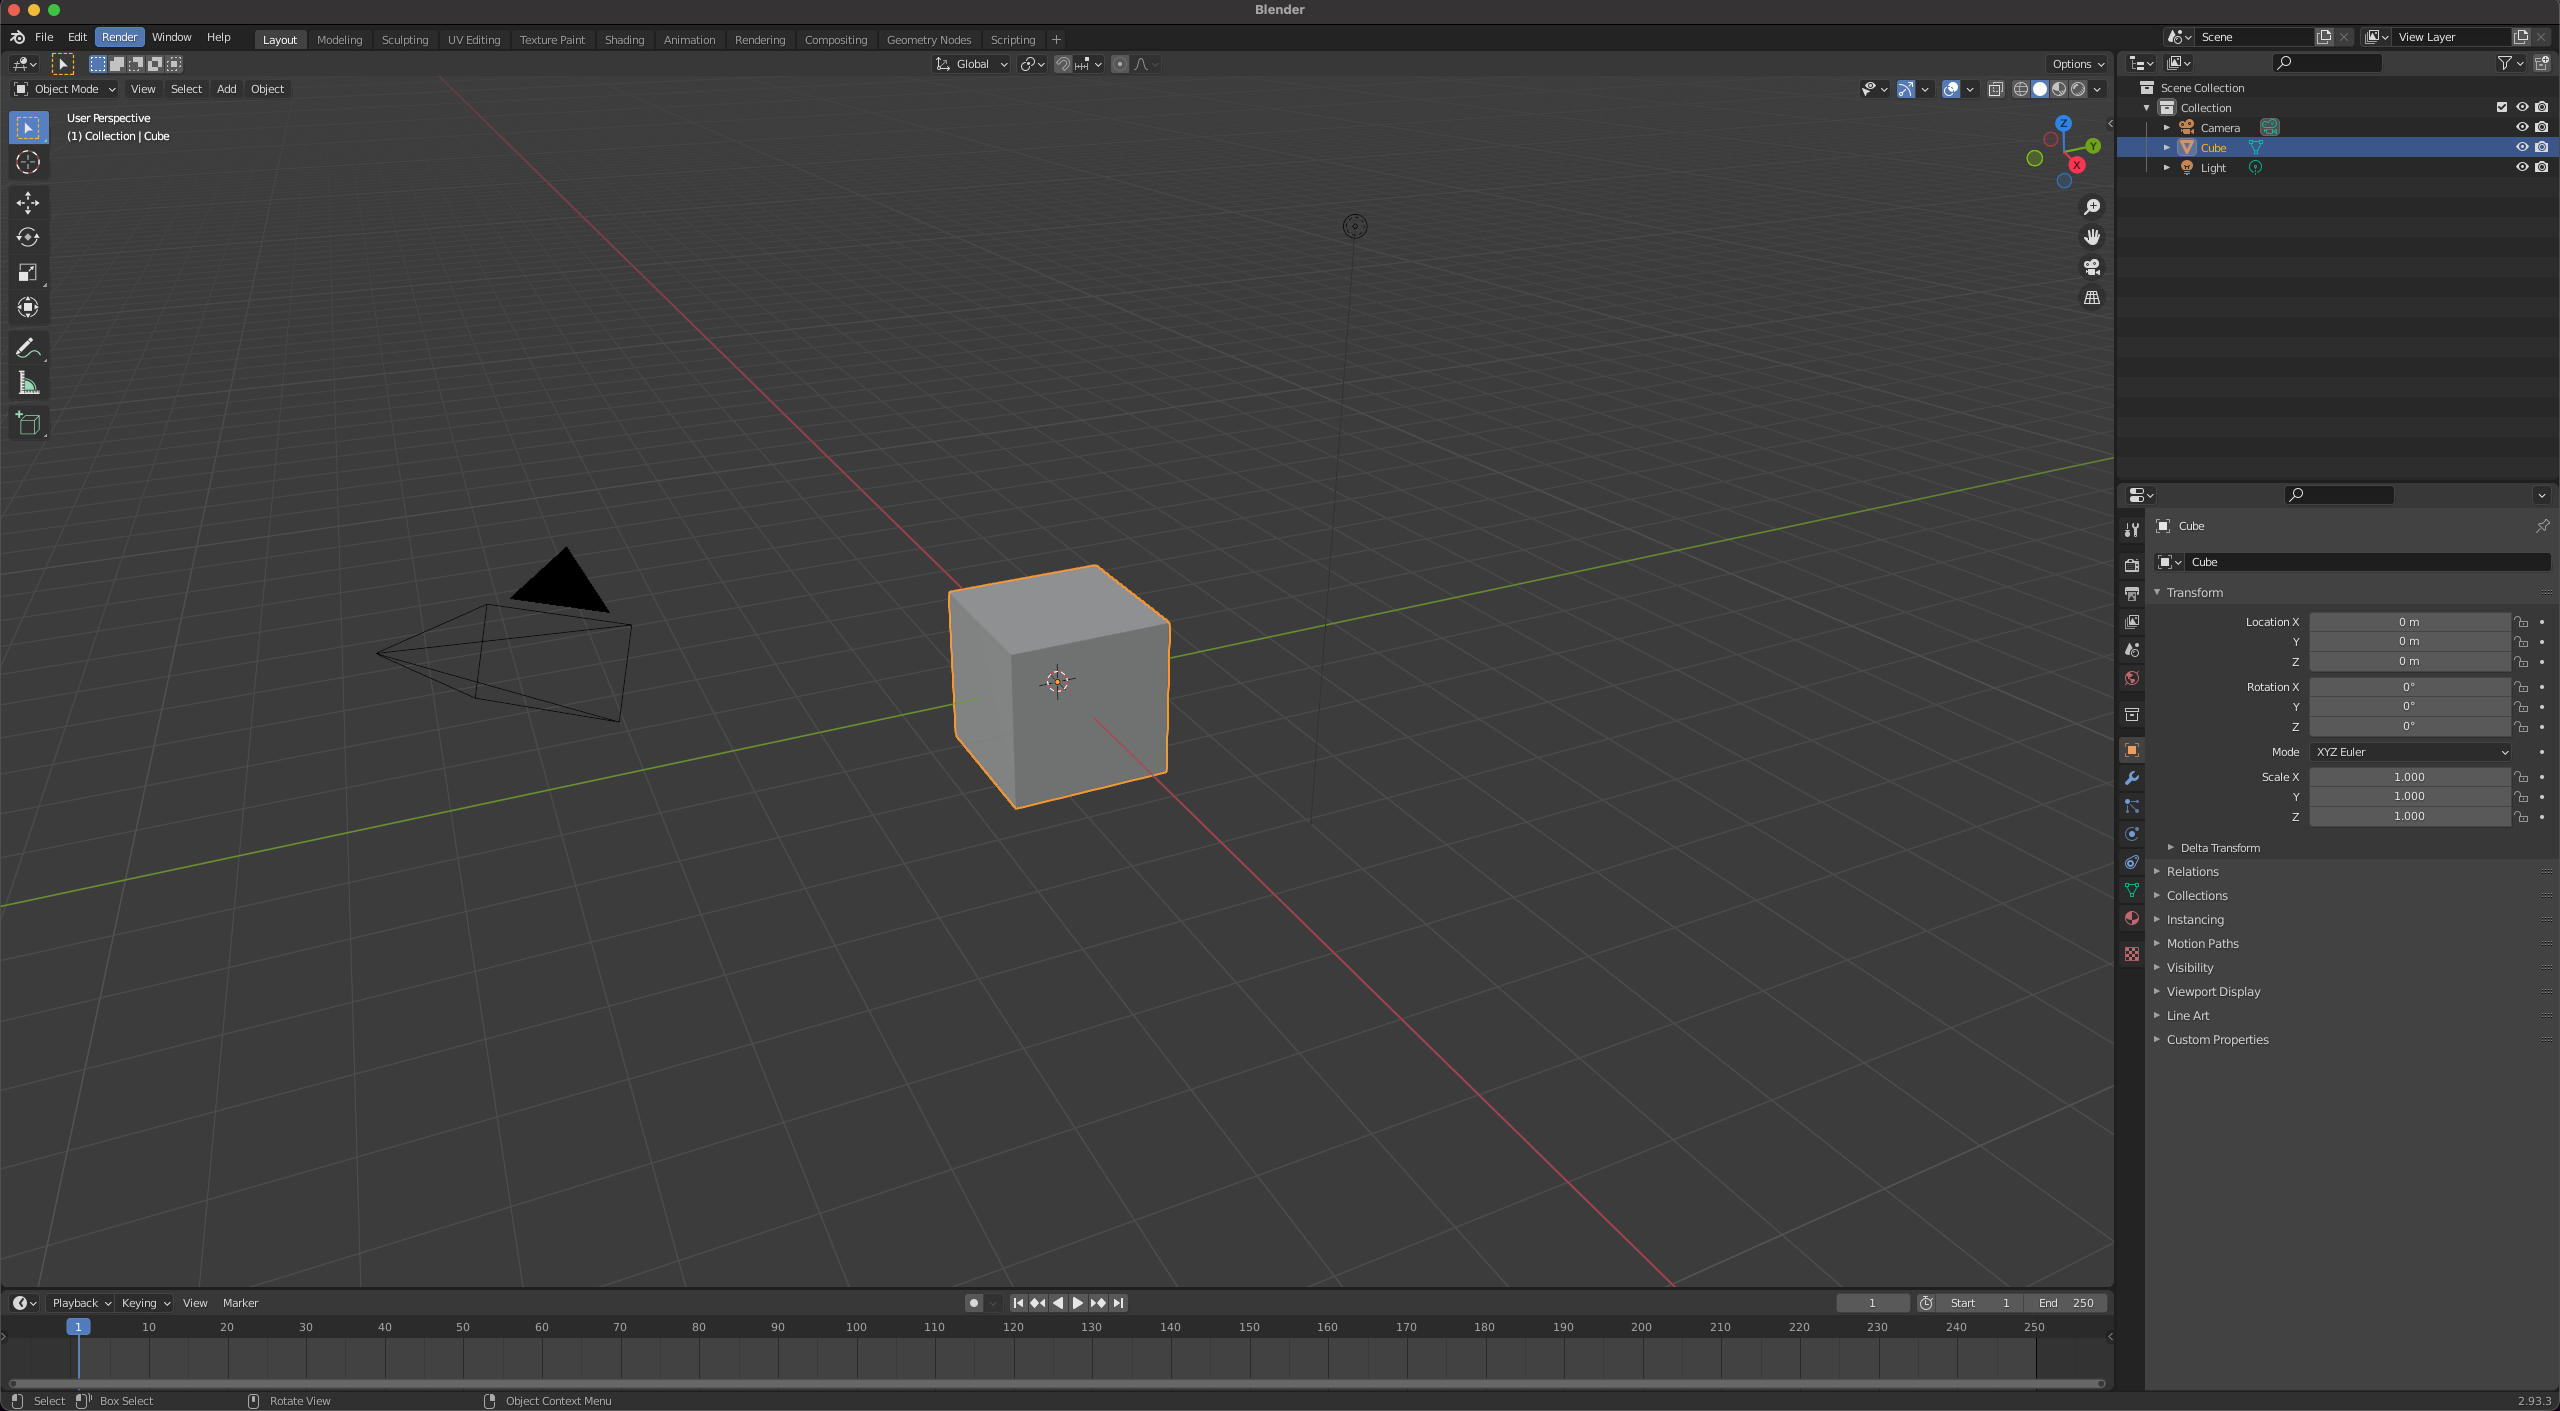 Blender
File Edit Render Window Help Layout Modeling Sculpting UV Editing Texture Paint Shading Animation Rendering Compositing Geometry Nodes Scripting + Scene View Layer
Global Options
Object Mode View Select Add Object
User Perspective
(1) Collection | Cube
Z
Y
X
Scene Collection
Collection
Camera
Cube
Light
Cube
Cube
Transform
Location X 0 m
Y 0 m
Z 0 m
Rotation X 0°
Y 0°
Z 0°
Mode XYZ Euler
Scale X 1.000
Y 1.000
Z 1.000
Delta Transform
Relations
Collections
Instancing
Motion Paths
Visibility
Viewport Display
Line Art
Custom Properties
Playback Keying View Marker 1 Start 1 End 250
1 10 20 30 40 50 60 70 80 90 100 110 120 130 140 150 160 170 180 190 200 210 220 230 240 250
Select Box Select Rotate View Object Context Menu 2.93.3